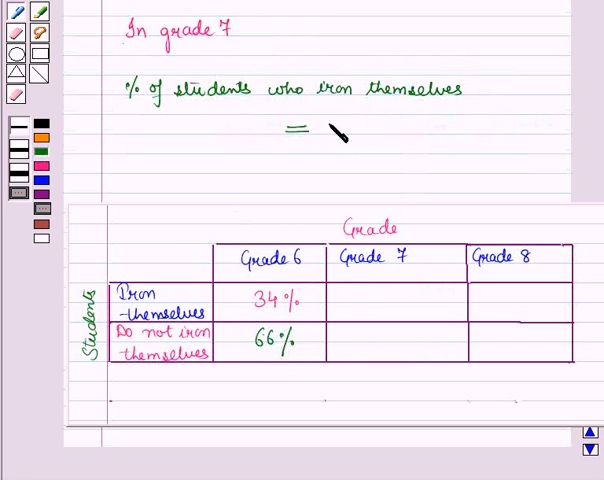 In grade 7
% of students who iron themselves
=
Grade
Grade 6 Grade 7 Grade 8
Students
Iron
themselves
34%
Do not iron
themselves
66%